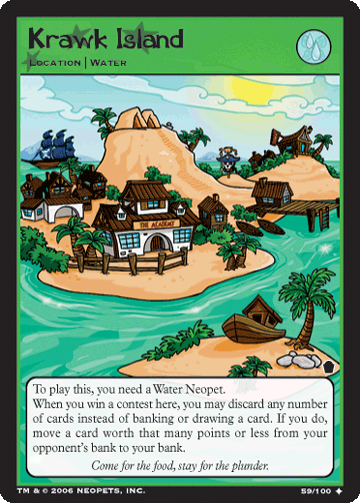 Krawk Island
Location | Water
THE ACADEMY
To play this, you need a Water Neopet.
When you win a contest here, you may discard any number
of cards instead of banking or drawing a card. If you do,
move a card worth that many points or less from your
opponent's bank to your bank.
Come for the food, stay for the plunder.
TM & © 2006 NEOPETS, INC.
59/100 ♦